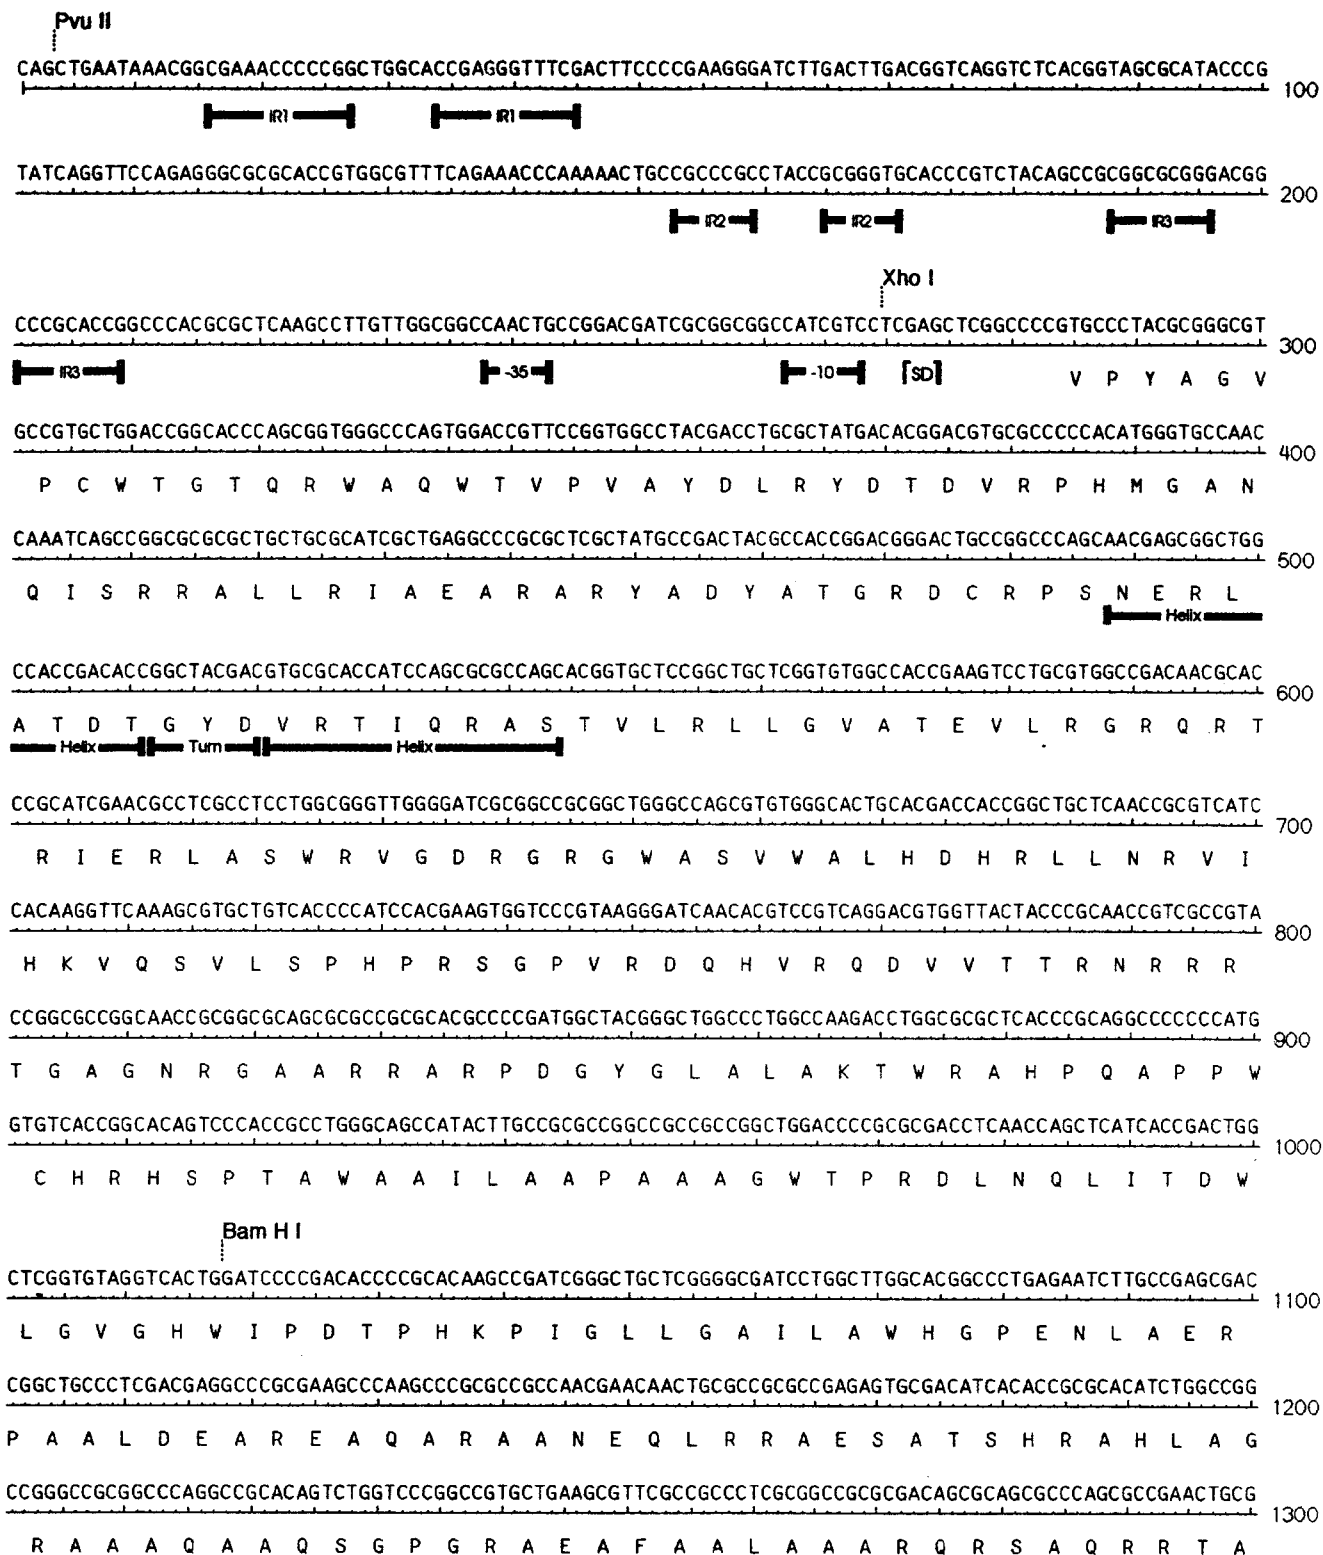 Pvu II
CAGCTGAATAAACGGCGAAACCCCCGGCTGGCACCGAGGGTTTCGACTTCCCCGAAGGGATCTTGACTTGACGGTCAGGTCTCACGGTAGCGCATACCCG
100
IR1 IR1
TATCAGGTTCCAGAGGGCGCGCACCGTGGCGTTTCAGAAACCCAAAAACTGCCGCCCGCCTACCGCGGGTGCACCCGTCTACAGCCGCGGCGCGGGACGG
200
IR2 IR2 IR3
Xho I
CCCGCACCGGCCCACGCGCTCAAGCCTTGTTGGCGGCCAACTGCCGGACGATCGCGGCGGCCATCGTCCTCGAGCTCGGCCCCGTGCCCTACGCGGGCGT
300
IR3 -35 -10 SD
V P Y A G V
GCCGTGCTGGACCGGCACCCAGCGGTGGGCCCAGTGGACCGTTCCGGTGGCCTACGACCTGCGCTATGACACGGACGTGCGCCCCCACATGGGTGCCAAC
400
P C W T G T Q R W A Q W T V P V A Y D L R Y D T D V R P H M G A N
CAAATCAGCCGGCGCGCGCTGCTGCGCATCGCTGAGGCCCGCGCTCGCTATGCCGACTACGCCACCGGACGGGACTGCCGGCCCAGCAACGAGCGGCTGG
500
Q I S R R A L L R I A E A R A R Y A D Y A T G R D C R P S N E R L
Helix
CCACCGACACCGGCTACGACGTGCGCACCATCCAGCGCGCCAGCACGGTGCTCCGGCTGCTCGGTGTGGCCACCGAAGTCCTGCGTGGCCGACAACGCAC
600
A T D T G Y D V R T I Q R A S T V L R L L G V A T E V L R G R Q R T
Helix Turn Helix
CCGCATCGAACGCCTCGCCTCCTGGCGGGTTGGGGATCGCGGCCGCGGCTGGGCCAGCGTGTGGGCACTGCACGACCACCGGCTGCTCAACCGCGTCATC
700
R I E R L A S W R V G D R G R G W A S V W A L H D H R L L N R V I
CACAAGGTTCAAAGCGTGCTGTCACCCCATCCACGAAGTGGTCCCGTAAGGGATCAACACGTCCGTCAGGACGTGGTTACTACCCGCAACCGTCGCCGTA
800
H K V Q S V L S P H P R S G P V R D Q H V R Q D V V T T R N R R R
CCGGCGCCGGCAACCGCGGCGCAGCGCGCCGCGCACGCCCCGATGGCTACGGGCTGGCCCTGGCCAAGACCTGGCGCGCTCACCCGCAGGCCCCCCCATG
900
T G A G N R G A A R R A R P D G Y G L A L A K T W R A H P Q A P P W
GTGTCACCGGCACAGTCCCACCGCCTGGGCAGCCATACTTGCCGCGCCGGCCGCCGCCGGCTGGACCCCGCGCGACCTCAACCAGCTCATCACCGACTGG
1000
C H R H S P T A W A A I L A A P A A A G W T P R D L N Q L I T D W
Bam H I
CTCGGTGTAGGTCACTGGATCCCCGACACCCCGCACAAGCCGATCGGGCTGCTCGGGGCGATCCTGGCTTGGCACGGCCCTGAGAATCTTGCCGAGCGAC
1100
L G V G H W I P D T P H K P I G L L G A I L A W H G P E N L A E R
CGGCTGCCCTCGACGAGGCCCGCGAAGCCCAAGCCCGCGCCGCCAACGAACAACTGCGCCGCGCCGAGAGTGCGACATCACACCGCGCACATCTGGCCGG
1200
P A A L D E A R E A Q A R A A N E Q L R R A E S A T S H R A H L A G
CCGGGCCGCGGCCCAGGCCGCACAGTCTGGTCCCGGCCGTGCTGAAGCGTTCGCCGCCCTCGCGGCCGCGCGACAGCGCAGCGCCCAGCGCCGAACTGCG
1300
R A A A Q A A Q S G P G R A E A F A A L A A A R Q R S A Q R R T A